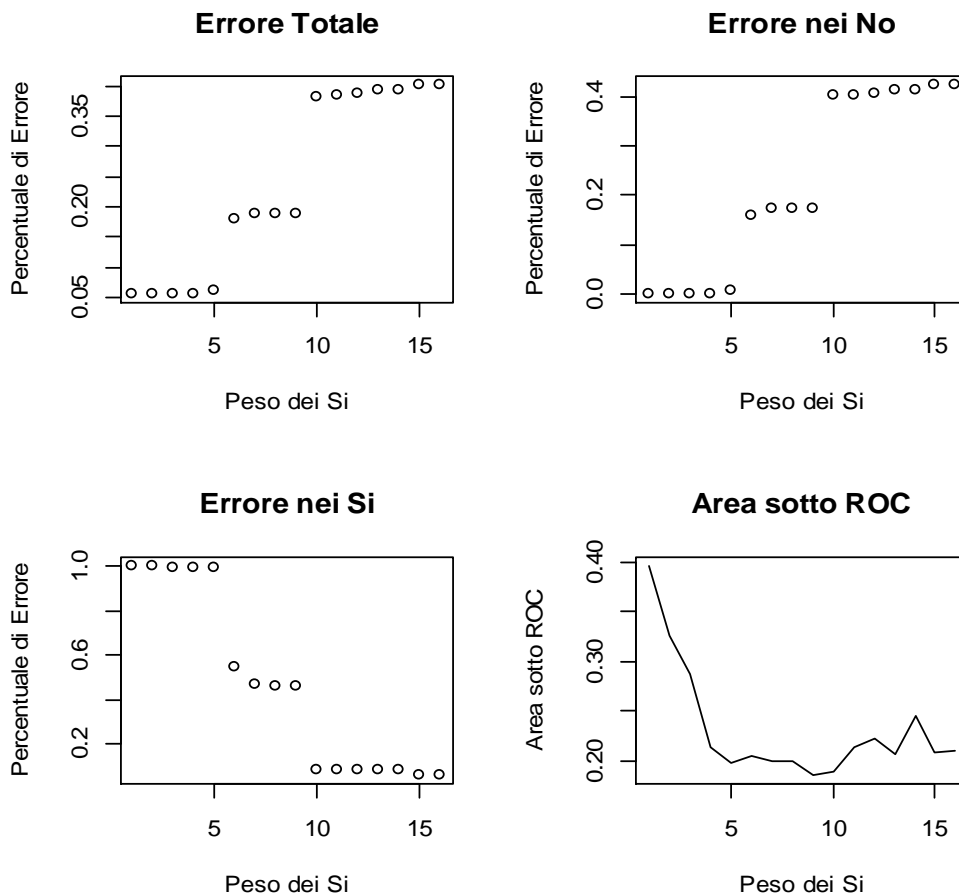 Errore Totale
Percentuale di Errore
0.05 0.20 0.35
5 10 15
Peso dei Si
Errore nei No
Percentuale di Errore
0.0 0.2 0.4
5 10 15
Peso dei Si
Errore nei Si
Percentuale di Errore
0.2 0.6 1.0
5 10 15
Peso dei Si
Area sotto ROC
Area sotto ROC
0.20 0.30 0.40
5 10 15
Peso dei Si